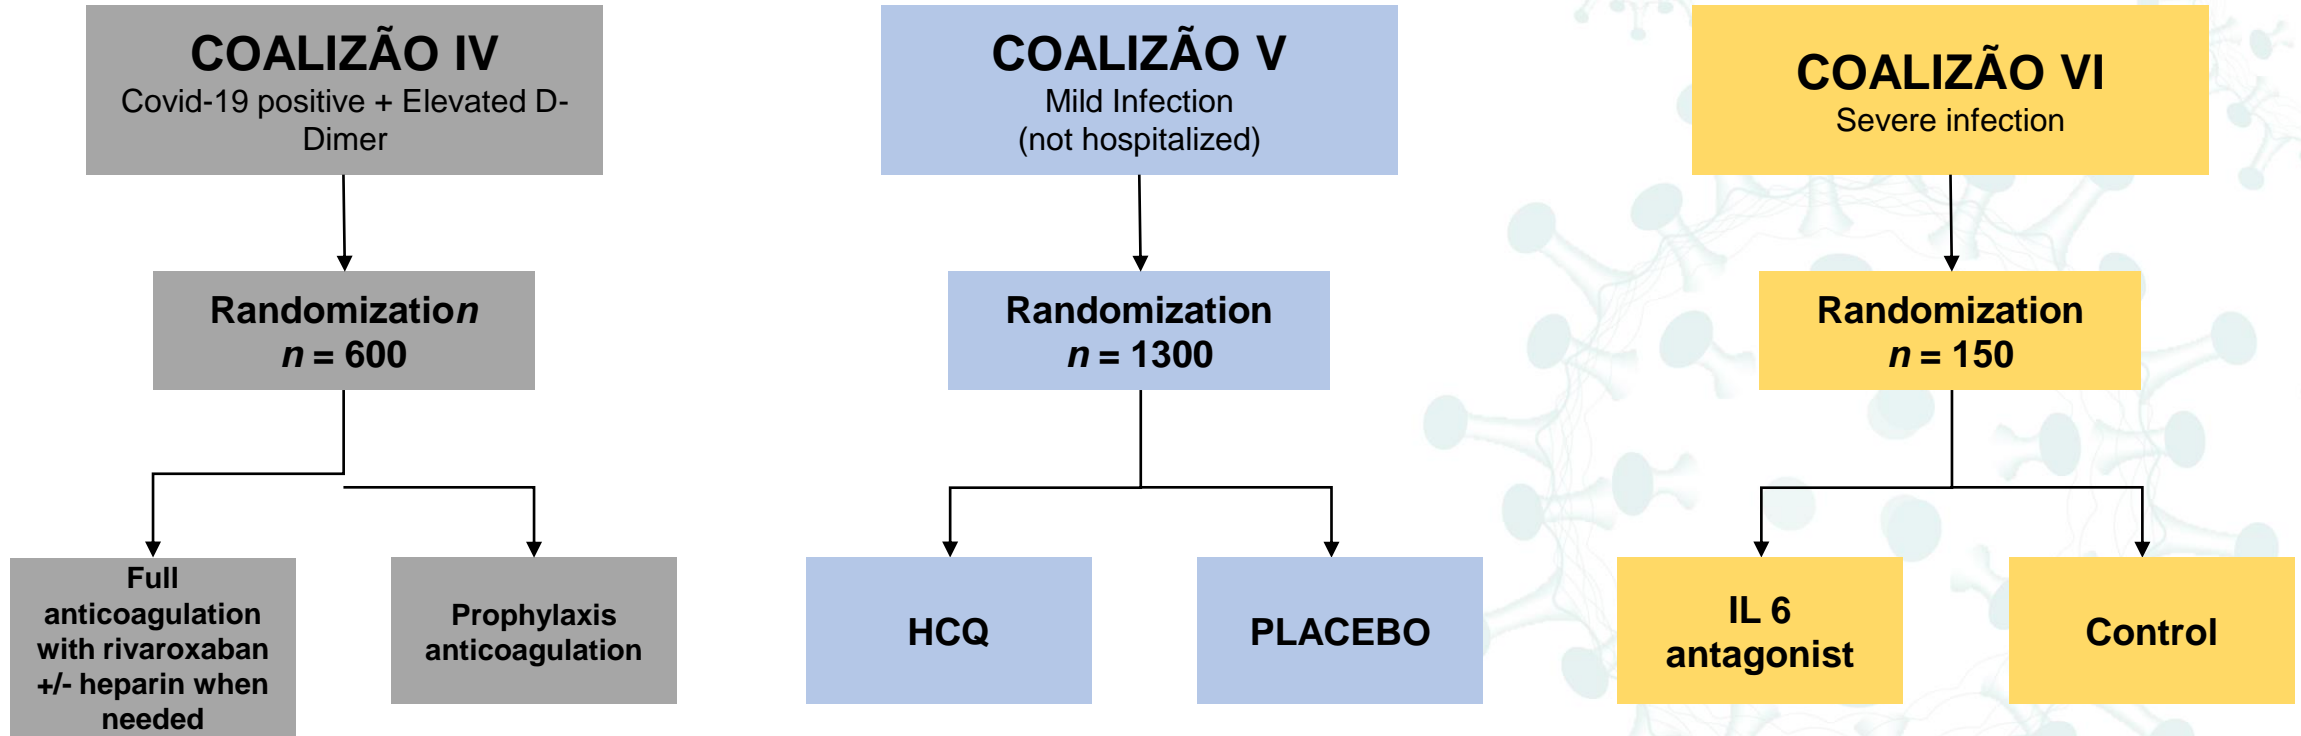 COALIZÃO IV
Covid-19 positive + Elevated D-
Dimer
Randomization
n = 600
Full
anticoagulation
with rivaroxaban
+/- heparin when
needed
Prophylaxis
anticoagulation
COALIZÃO V
Mild Infection
(not hospitalized)
Randomization
n = 1300
HCQ
PLACEBO
COALIZÃO VI
Severe infection
Randomization
n = 150
IL 6
antagonist
Control